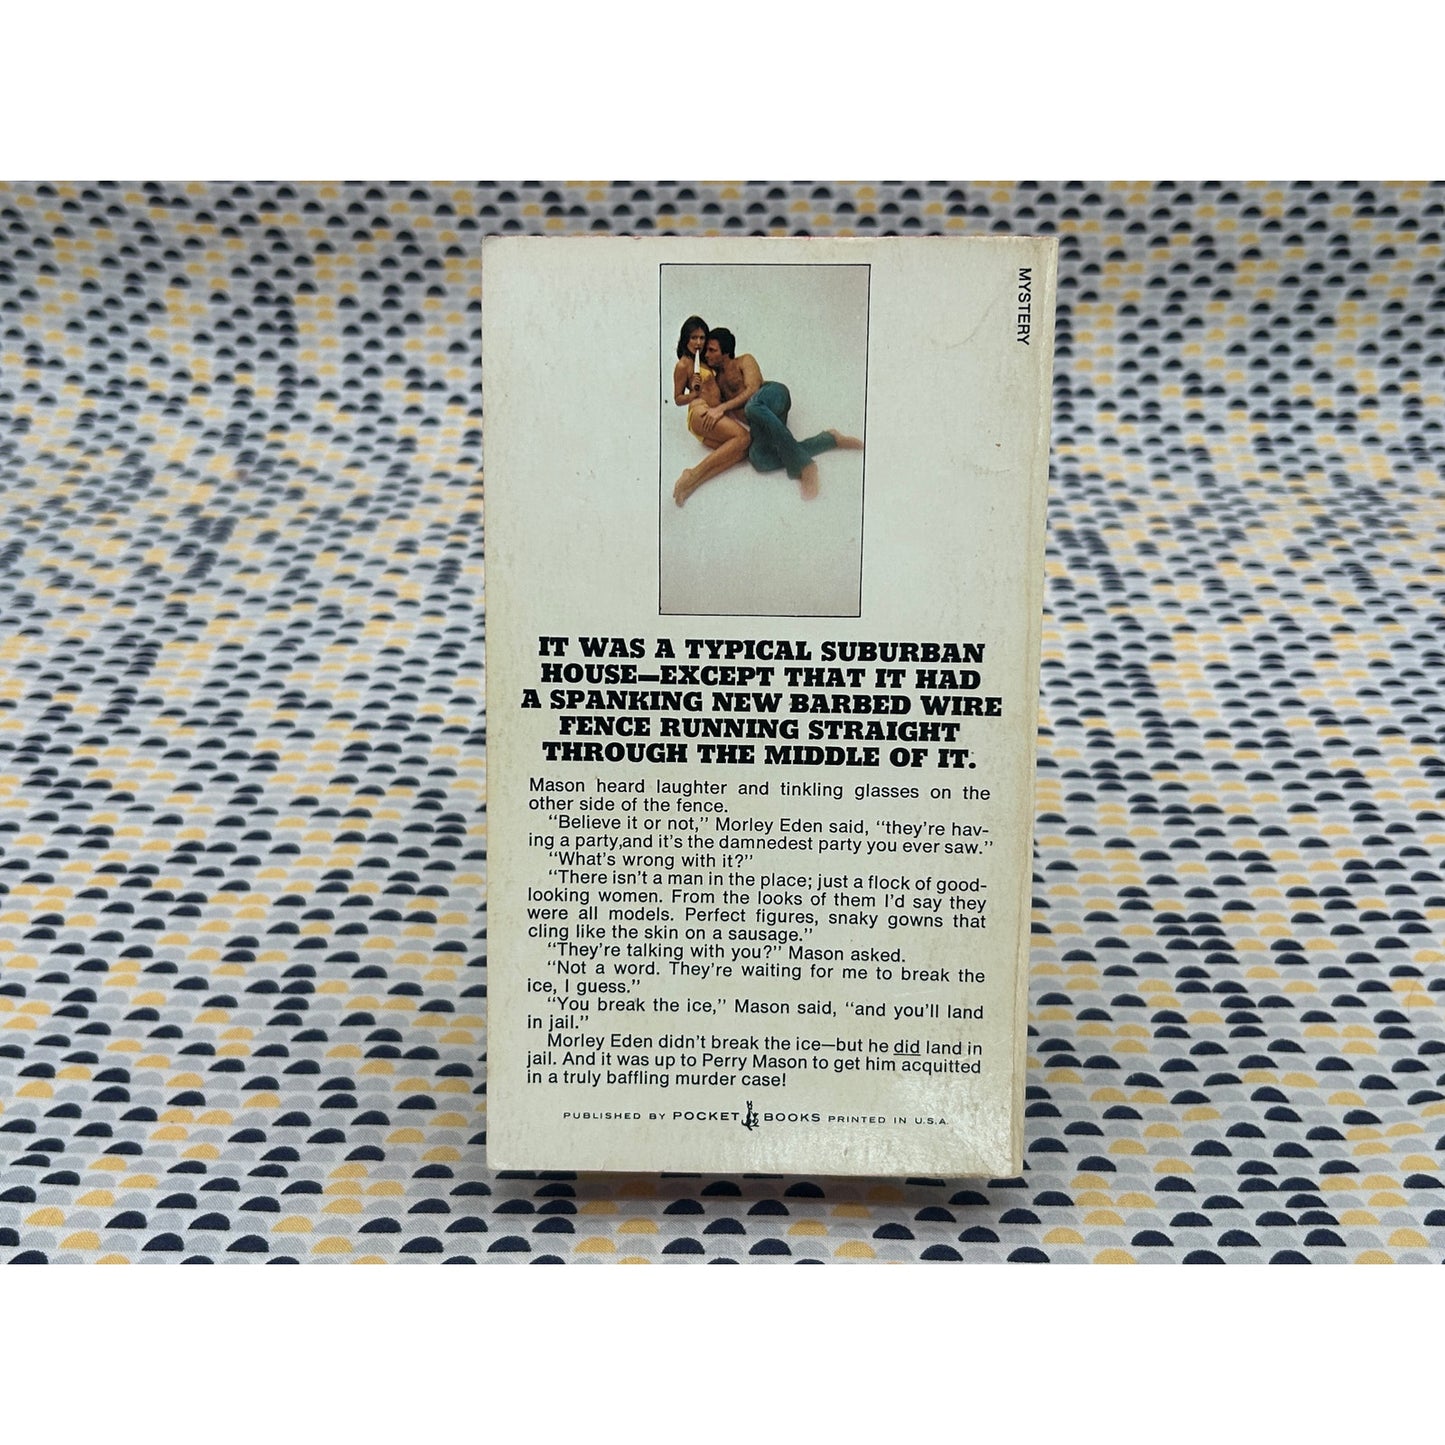 MYSTERY
IT WAS A TYPICAL SUBURBAN
HOUSE—EXCEPT THAT IT HAD
A SPANKING NEW BARBED WIRE
FENCE RUNNING STRAIGHT
THROUGH THE MIDDLE OF IT.
Mason heard laughter and tinkling glasses on the
other side of the fence.
"Believe it or not," Morley Eden said, "they're hav-
ing a party,and it's the damnedest party you ever saw."
"What's wrong with it?"
"There isn't a man in the place; just a flock of good-
looking women. From the looks of them I'd say they
were all models. Perfect figures, snaky gowns that
cling like the skin on a sausage."
"They're talking with you?" Mason asked.
"Not a word. They're waiting for me to break the
ice, I guess."
"You break the ice," Mason said, "and you'll land
in jail."
Morley Eden didn't break the ice—but he did land in
jail. And it was up to Perry Mason to get him acquitted
in a truly baffling murder case!
PUBLISHED BY POCKET BOOKS PRINTED IN U.S.A.